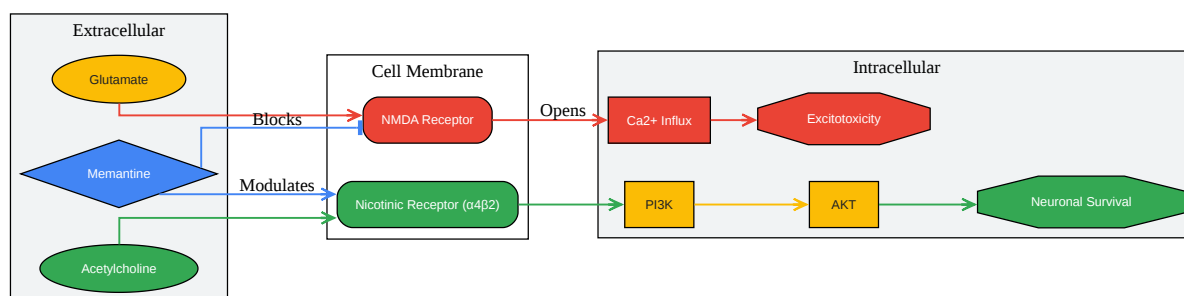 Extracellular
Glutamate
Memantine
Acetylcholine
Blocks
Modulates
Cell Membrane
NMDA Receptor
Nicotinic Receptor (α4β2)
Opens
Intracellular
Ca2+ Influx
Excitotoxicity
PI3K
AKT
Neuronal Survival